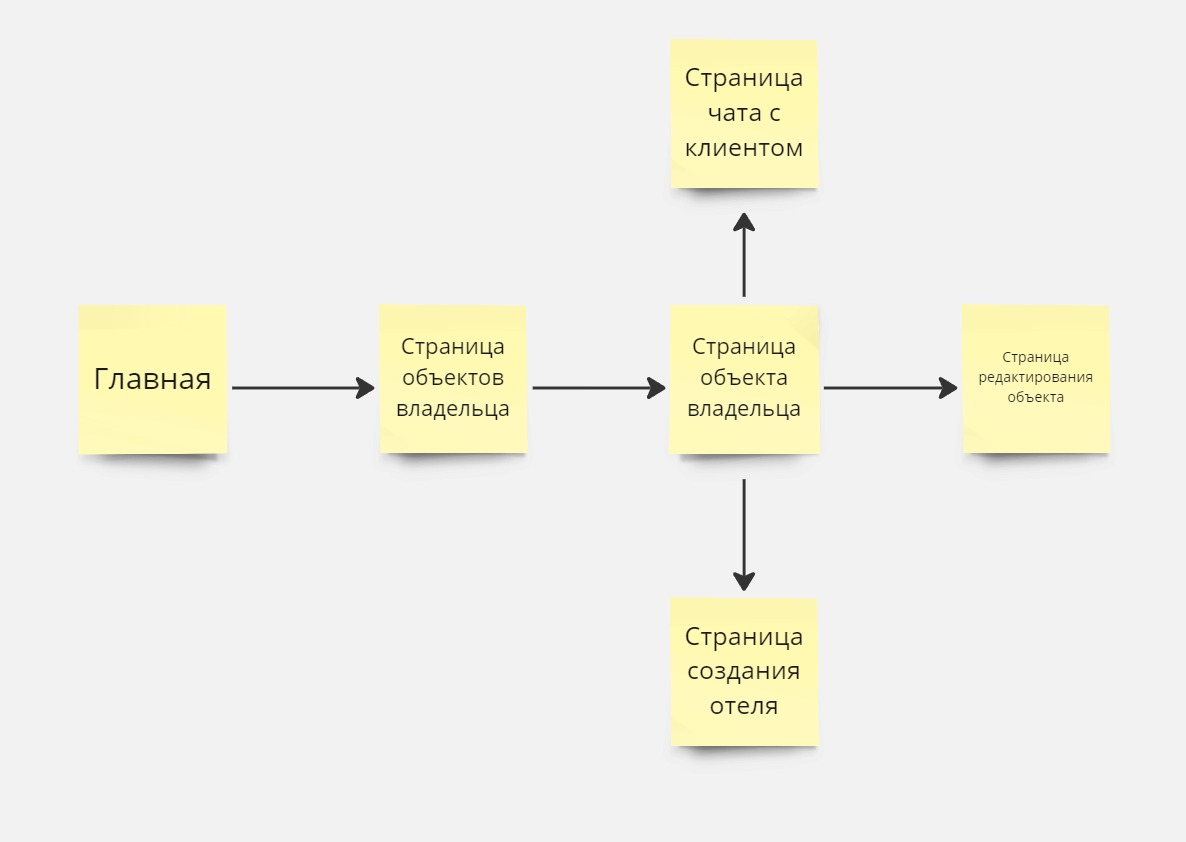 Страница
чата с
клиентом
Главная
Страница
объектов
владельца
Страница
объекта
владельца
Страница
редактирования
объекта
Страница
создания
отеля